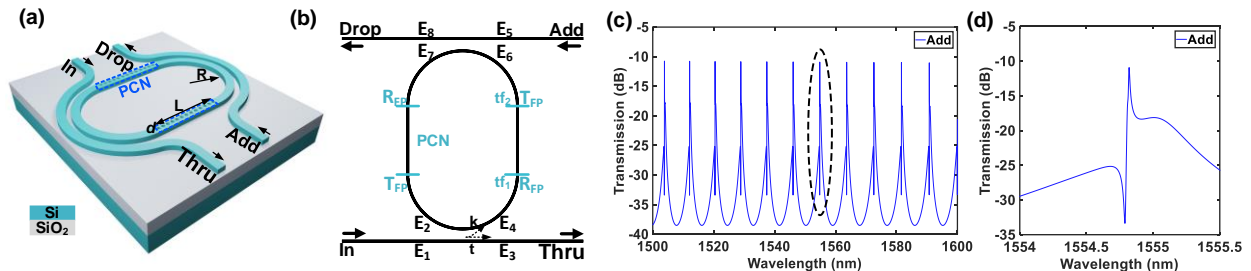 (a)
In
Drop
PCN
R
L
d
Add
Thru
Si
SiO2
(b)
Drop
E8
E5
Add
E7
E6
RFP
tf2
TFP
PCN
TFP
tf1
RFP
E2
k
E4
In
E1
t
E3
Thru
(c)
Transmission (dB)
-5
-10
-15
-20
-25
-30
-35
-40
Add
1500
1520
1540
1560
1580
1600
Wavelength (nm)
(d)
Transmission (dB)
-5
-10
-15
-20
-25
-30
-35
Add
1554
1554.5
1555
1555.5
Wavelength (nm)